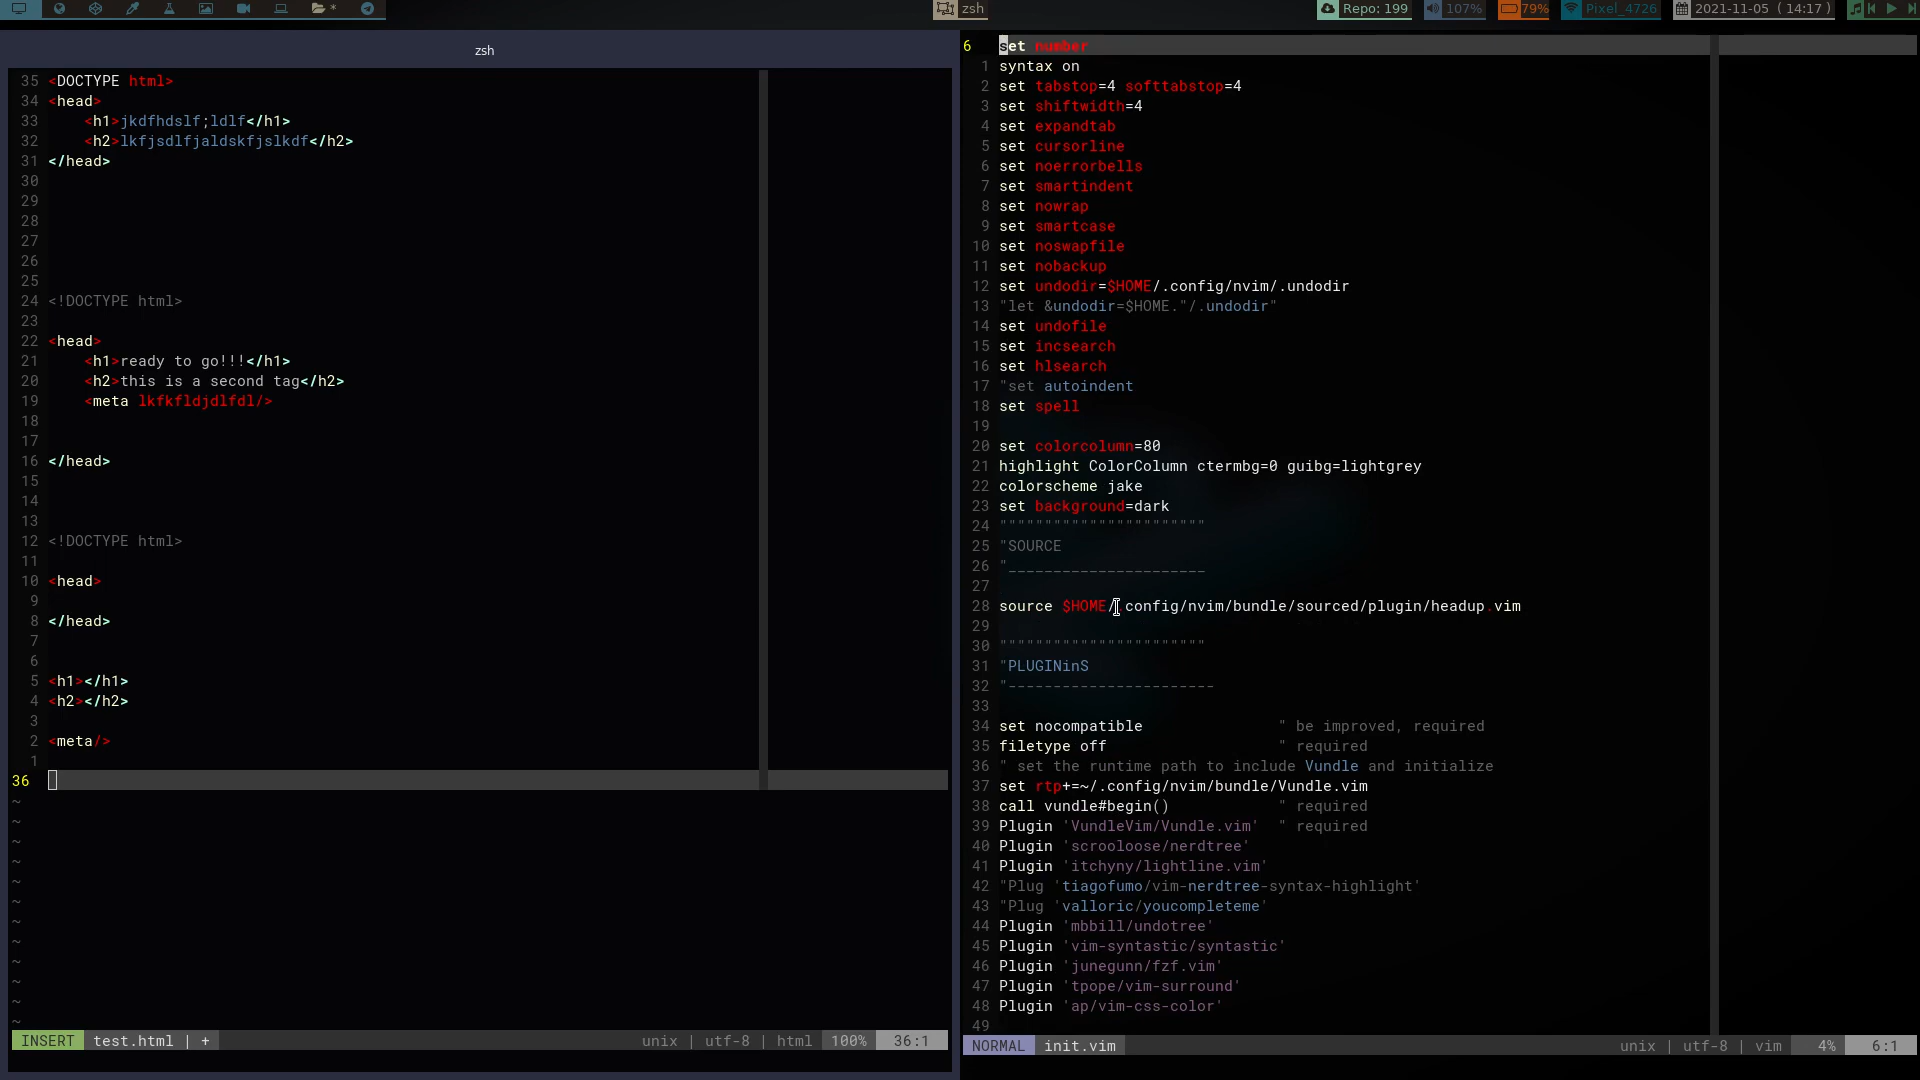 zsh
Repo: 199
107%
79%
Pixel_4726
2021-11-05 ( 14:17 )
zsh
35 <DOCTYPE html>
34 <head>
33 <h1>jkdfhdslf;ldlf</h1>
32 <h2>lkfjsdlfjaldskfjslkdf</h2>
31 </head>
30
29
28
27
26
25
24 <!DOCTYPE html>
23
22 <head>
21 <h1>ready to go!!!</h1>
20 <h2>this is a second tag</h2>
19 <meta lkfkfldjdlfdl/>
18
17
16 </head>
15
14
13
12 <!DOCTYPE html>
11
10 <head>
9
8 </head>
7
6
5 <h1></h1>
4 <h2></h2>
3
2 <meta/>
1
36
~
~
~
~
~
~
~
~
~
~
~
~
INSERT test.html | + unix | utf-8 | html 100% 36:1
6 set number
1 syntax on
2 set tabstop=4 softtabstop=4
3 set shiftwidth=4
4 set expandtab
5 set cursorline
6 set noerrorbells
7 set smartindent
8 set nowrap
9 set smartcase
10 set noswapfile
11 set nobackup
12 set undodir=$HOME/.config/nvim/.undodir
13 "let &undodir=$HOME."/.undodir"
14 set undofile
15 set incsearch
16 set hlsearch
17 "set autoindent
18 set spell
19
20 set colorcolumn=80
21 highlight ColorColumn ctermbg=0 guibg=lightgrey
22 colorscheme jake
23 set background=dark
24 """""""""""""""""""""""
25 "SOURCE
26 "______________________
27
28 source $HOME/.config/nvim/bundle/sourced/plugin/headup.vim
29
30 """""""""""""""""""""""
31 "PLUGINinS
32 "-----------------------
33
34 set nocompatible " be improved, required
35 filetype off " required
36 " set the runtime path to include Vundle and initialize
37 set rtp+=~/.config/nvim/bundle/Vundle.vim
38 call vundle#begin() " required
39 Plugin 'VundleVim/Vundle.vim' " required
40 Plugin 'scrooloose/nerdtree'
41 Plugin 'itchyny/lightline.vim'
42 "Plug 'tiagofumo/vim-nerdtree-syntax-highlight'
43 "Plug 'valloric/youcompleteme'
44 Plugin 'mbbill/undotree'
45 Plugin 'vim-syntastic/syntastic'
46 Plugin 'junegunn/fzf.vim'
47 Plugin 'tpope/vim-surround'
48 Plugin 'ap/vim-css-color'
49
NORMAL init.vim unix | utf-8 | vim 4% 6:1